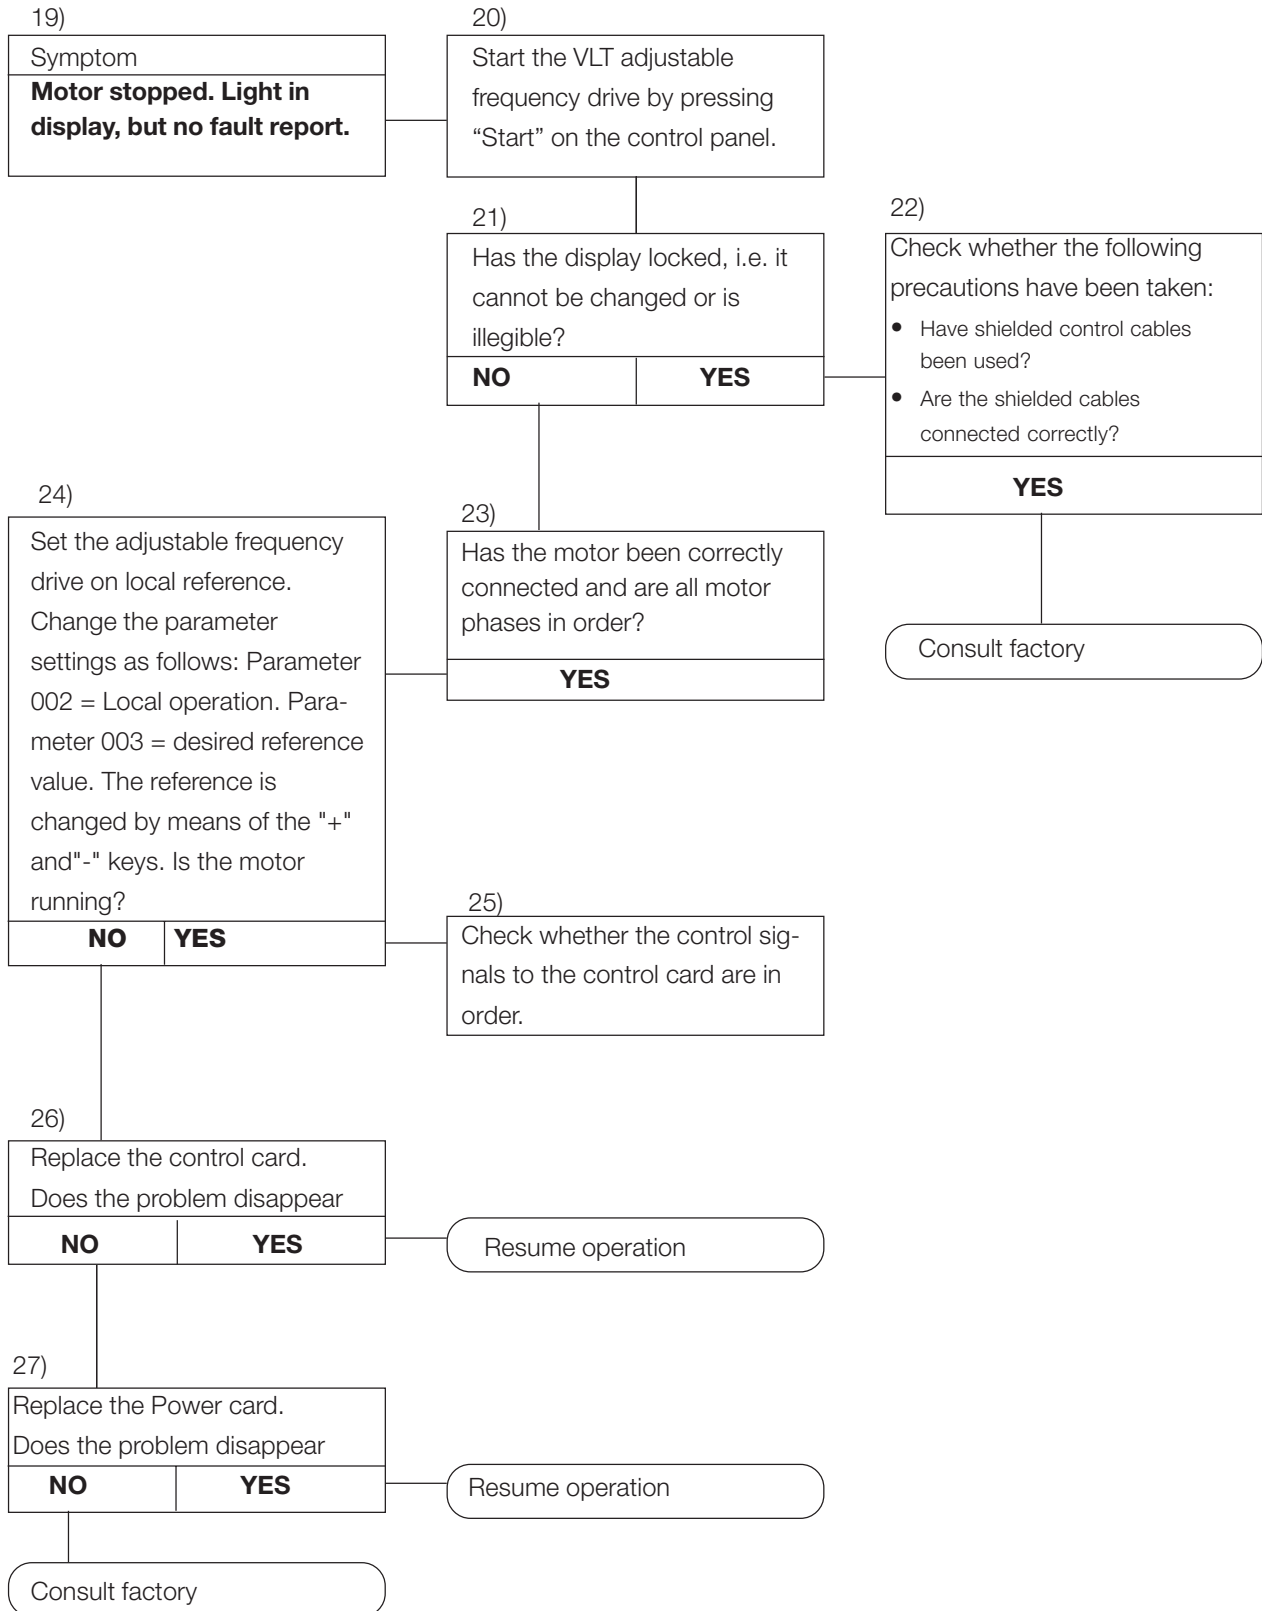 19)
Symptom
Motor stopped. Light in
display, but no fault report.
20)
Start the VLT adjustable
frequency drive by pressing
“Start” on the control panel.
21)
Has the display locked, i.e. it
cannot be changed or is
illegible?
NO YES
22)
Check whether the following
precautions have been taken:
• Have shielded control cables
been used?
• Are the shielded cables
connected correctly?
YES
Consult factory
23)
Has the motor been correctly
connected and are all motor
phases in order?
YES
24)
Set the adjustable frequency
drive on local reference.
Change the parameter
settings as follows: Parameter
002 = Local operation. Para-
meter 003 = desired reference
value. The reference is
changed by means of the "+"
and"-" keys. Is the motor
running?
NO YES
25)
Check whether the control sig-
nals to the control card are in
order.
26)
Replace the control card.
Does the problem disappear
NO YES
Resume operation
27)
Replace the Power card.
Does the problem disappear
NO YES
Resume operation
Consult factory